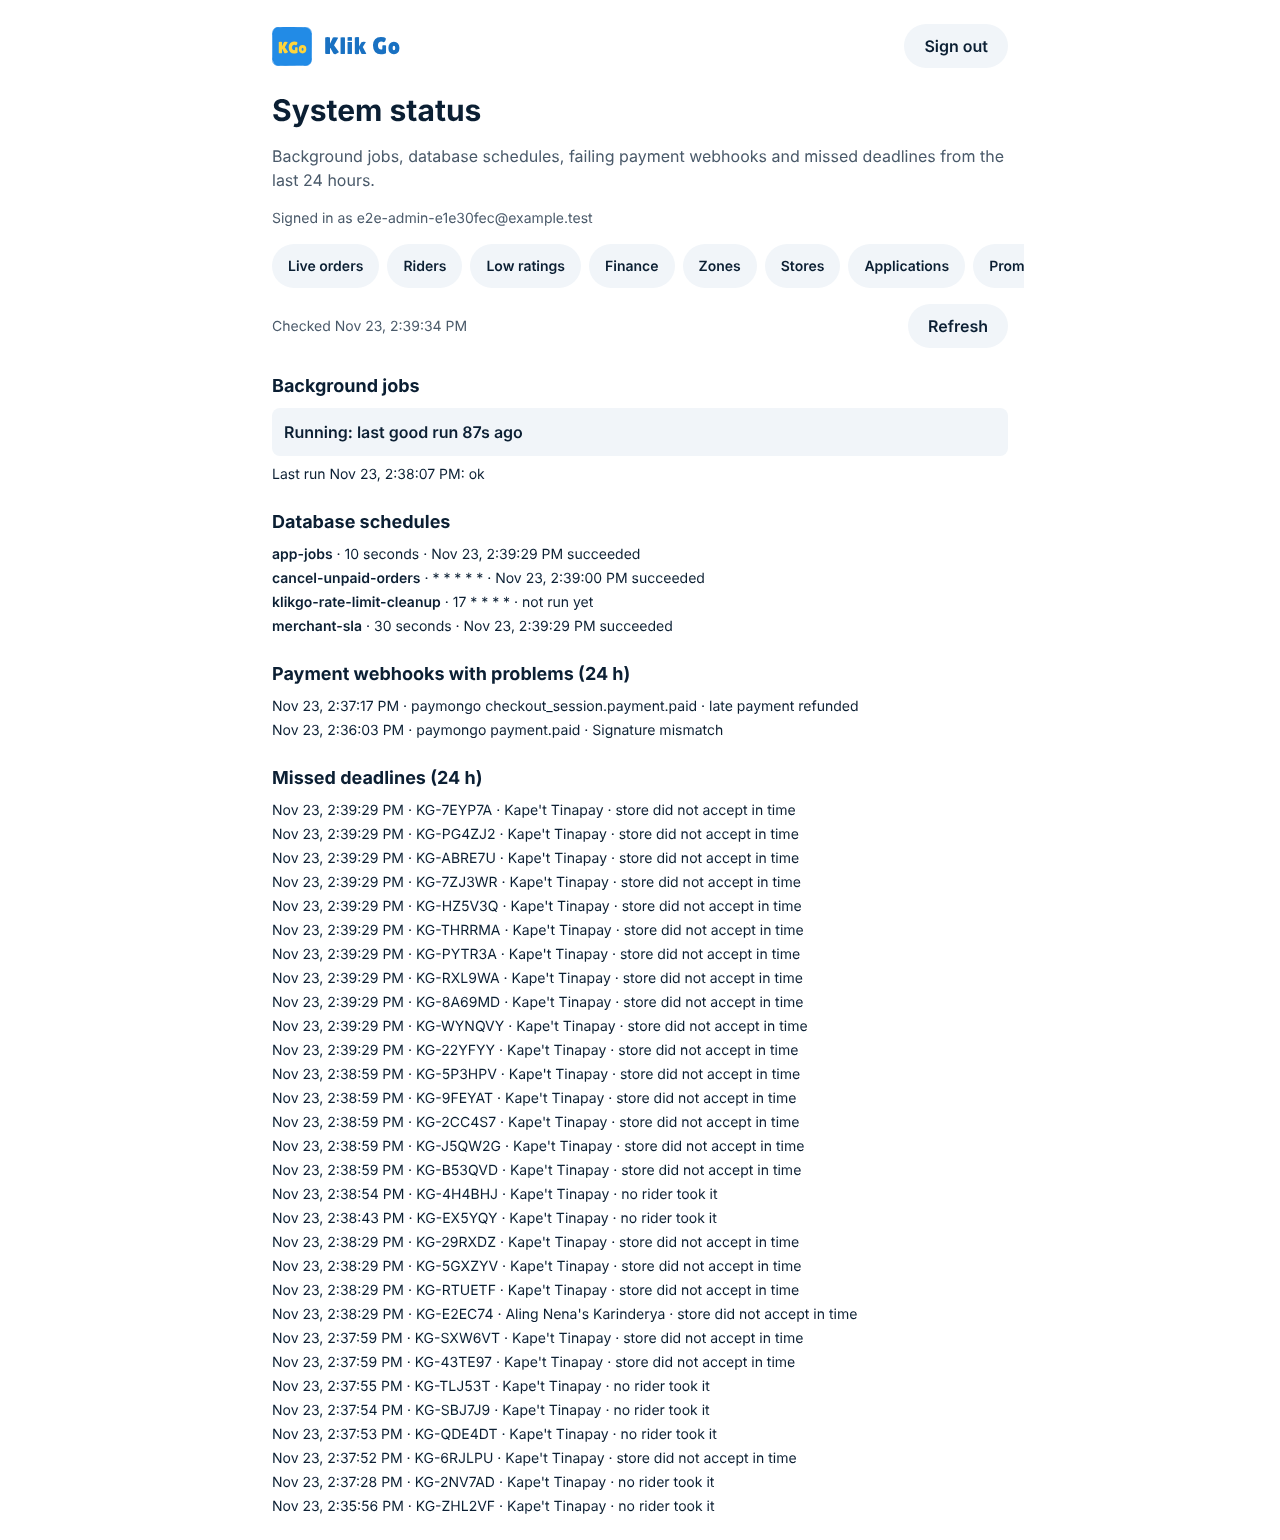 KGo Klik Go
Sign out
System status
Background jobs, database schedules, failing payment webhooks and missed deadlines from the
last 24 hours.
Signed in as e2e-admin-e1e30fec@example.test
Live orders Riders Low ratings Finance Zones Stores Applications Prom
Checked Nov 23, 2:39:34 PM
Refresh
Background jobs
Running: last good run 87s ago
Last run Nov 23, 2:38:07 PM: ok
Database schedules
app-jobs · 10 seconds · Nov 23, 2:39:29 PM succeeded
cancel-unpaid-orders · * * * * * · Nov 23, 2:39:00 PM succeeded
klikgo-rate-limit-cleanup · 17 * * * * · not run yet
merchant-sla · 30 seconds · Nov 23, 2:39:29 PM succeeded
Payment webhooks with problems (24 h)
Nov 23, 2:37:17 PM · paymongo checkout_session.payment.paid · late payment refunded
Nov 23, 2:36:03 PM · paymongo payment.paid · Signature mismatch
Missed deadlines (24 h)
Nov 23, 2:39:29 PM · KG-7EYP7A · Kape't Tinapay · store did not accept in time
Nov 23, 2:39:29 PM · KG-PG4ZJ2 · Kape't Tinapay · store did not accept in time
Nov 23, 2:39:29 PM · KG-ABRE7U · Kape't Tinapay · store did not accept in time
Nov 23, 2:39:29 PM · KG-7ZJ3WR · Kape't Tinapay · store did not accept in time
Nov 23, 2:39:29 PM · KG-HZ5V3Q · Kape't Tinapay · store did not accept in time
Nov 23, 2:39:29 PM · KG-THRRMA · Kape't Tinapay · store did not accept in time
Nov 23, 2:39:29 PM · KG-PYTR3A · Kape't Tinapay · store did not accept in time
Nov 23, 2:39:29 PM · KG-RXL9WA · Kape't Tinapay · store did not accept in time
Nov 23, 2:39:29 PM · KG-8A69MD · Kape't Tinapay · store did not accept in time
Nov 23, 2:39:29 PM · KG-WYNQVY · Kape't Tinapay · store did not accept in time
Nov 23, 2:39:29 PM · KG-22YFYY · Kape't Tinapay · store did not accept in time
Nov 23, 2:38:59 PM · KG-5P3HPV · Kape't Tinapay · store did not accept in time
Nov 23, 2:38:59 PM · KG-9FEYAT · Kape't Tinapay · store did not accept in time
Nov 23, 2:38:59 PM · KG-2CC4S7 · Kape't Tinapay · store did not accept in time
Nov 23, 2:38:59 PM · KG-J5QW2G · Kape't Tinapay · store did not accept in time
Nov 23, 2:38:59 PM · KG-B53QVD · Kape't Tinapay · store did not accept in time
Nov 23, 2:38:54 PM · KG-4H4BHJ · Kape't Tinapay · no rider took it
Nov 23, 2:38:43 PM · KG-EX5YQY · Kape't Tinapay · no rider took it
Nov 23, 2:38:29 PM · KG-29RXDZ · Kape't Tinapay · store did not accept in time
Nov 23, 2:38:29 PM · KG-5GXZYV · Kape't Tinapay · store did not accept in time
Nov 23, 2:38:29 PM · KG-RTUETF · Kape't Tinapay · store did not accept in time
Nov 23, 2:38:29 PM · KG-E2EC74 · Aling Nena's Karinderya · store did not accept in time
Nov 23, 2:37:59 PM · KG-SXW6VT · Kape't Tinapay · store did not accept in time
Nov 23, 2:37:59 PM · KG-43TE97 · Kape't Tinapay · store did not accept in time
Nov 23, 2:37:55 PM · KG-TLJ53T · Kape't Tinapay · no rider took it
Nov 23, 2:37:54 PM · KG-SBJ7J9 · Kape't Tinapay · no rider took it
Nov 23, 2:37:53 PM · KG-QDE4DT · Kape't Tinapay · no rider took it
Nov 23, 2:37:52 PM · KG-6RJLPU · Kape't Tinapay · store did not accept in time
Nov 23, 2:37:28 PM · KG-2NV7AD · Kape't Tinapay · no rider took it
Nov 23, 2:35:56 PM · KG-ZHL2VF · Kape't Tinapay · no rider took it